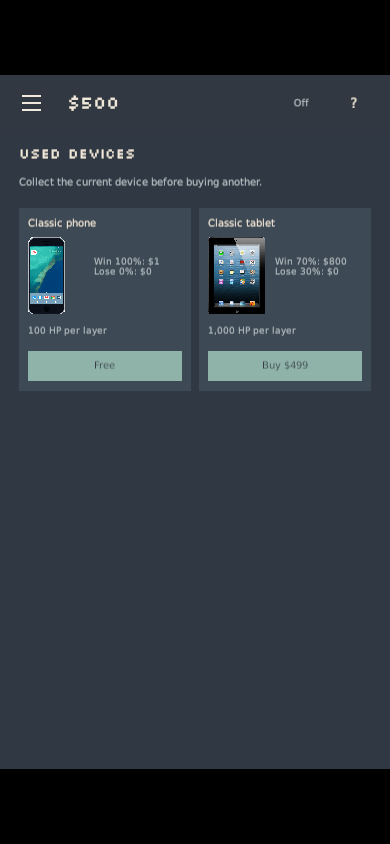 $500
Off
?
USED DEVICES
Collect the current device before buying another.
Classic phone
Win 100%: $1
Lose 0%: $0
100 HP per layer
Free
Classic tablet
Win 70%: $800
Lose 30%: $0
1,000 HP per layer
Buy $499